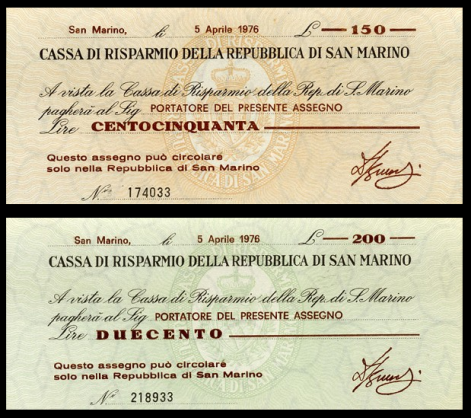 San Marino, li 5 Aprile 1976 £ 150
CASSA DI RISPARMIO DELLA REPUBBLICA DI SAN MARINO
A vista la Cassa di Risparmio della Rep. di S. Marino
pagherà al Sig. PORTATORE DEL PRESENTE ASSEGNO
Lire CENTOCINQUANTA
Questo assegno può circolare
solo nella Repubblica di San Marino
N° 174033
San Marino, li 5 Aprile 1976 £ 200
CASSA DI RISPARMIO DELLA REPUBBLICA DI SAN MARINO
A vista la Cassa di Risparmio della Rep. di S. Marino
pagherà al Sig. PORTATORE DEL PRESENTE ASSEGNO
Lire DUECENTO
Questo assegno può circolare
solo nella Repubblica di San Marino
N° 218933